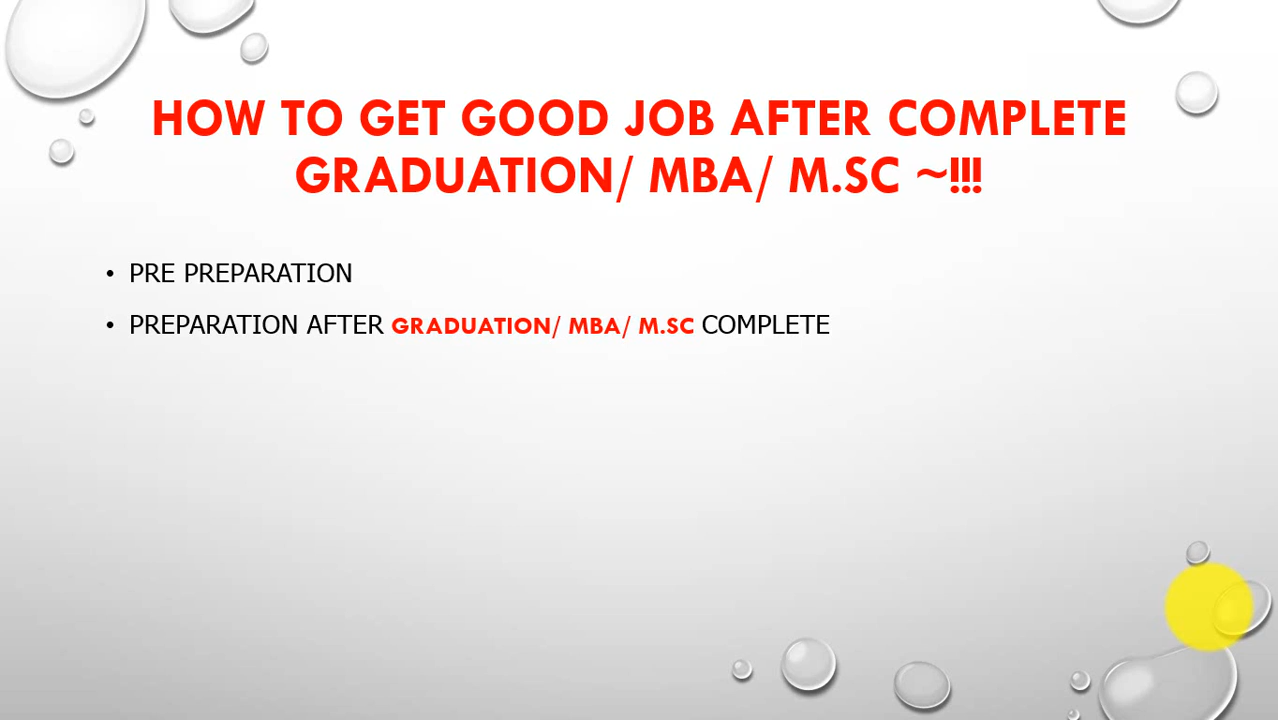 HOW TO GET GOOD JOB AFTER COMPLETE
GRADUATION/ MBA/ M.SC ~!!!
• PRE PREPARATION
• PREPARATION AFTER GRADUATION/ MBA/ M.SC COMPLETE